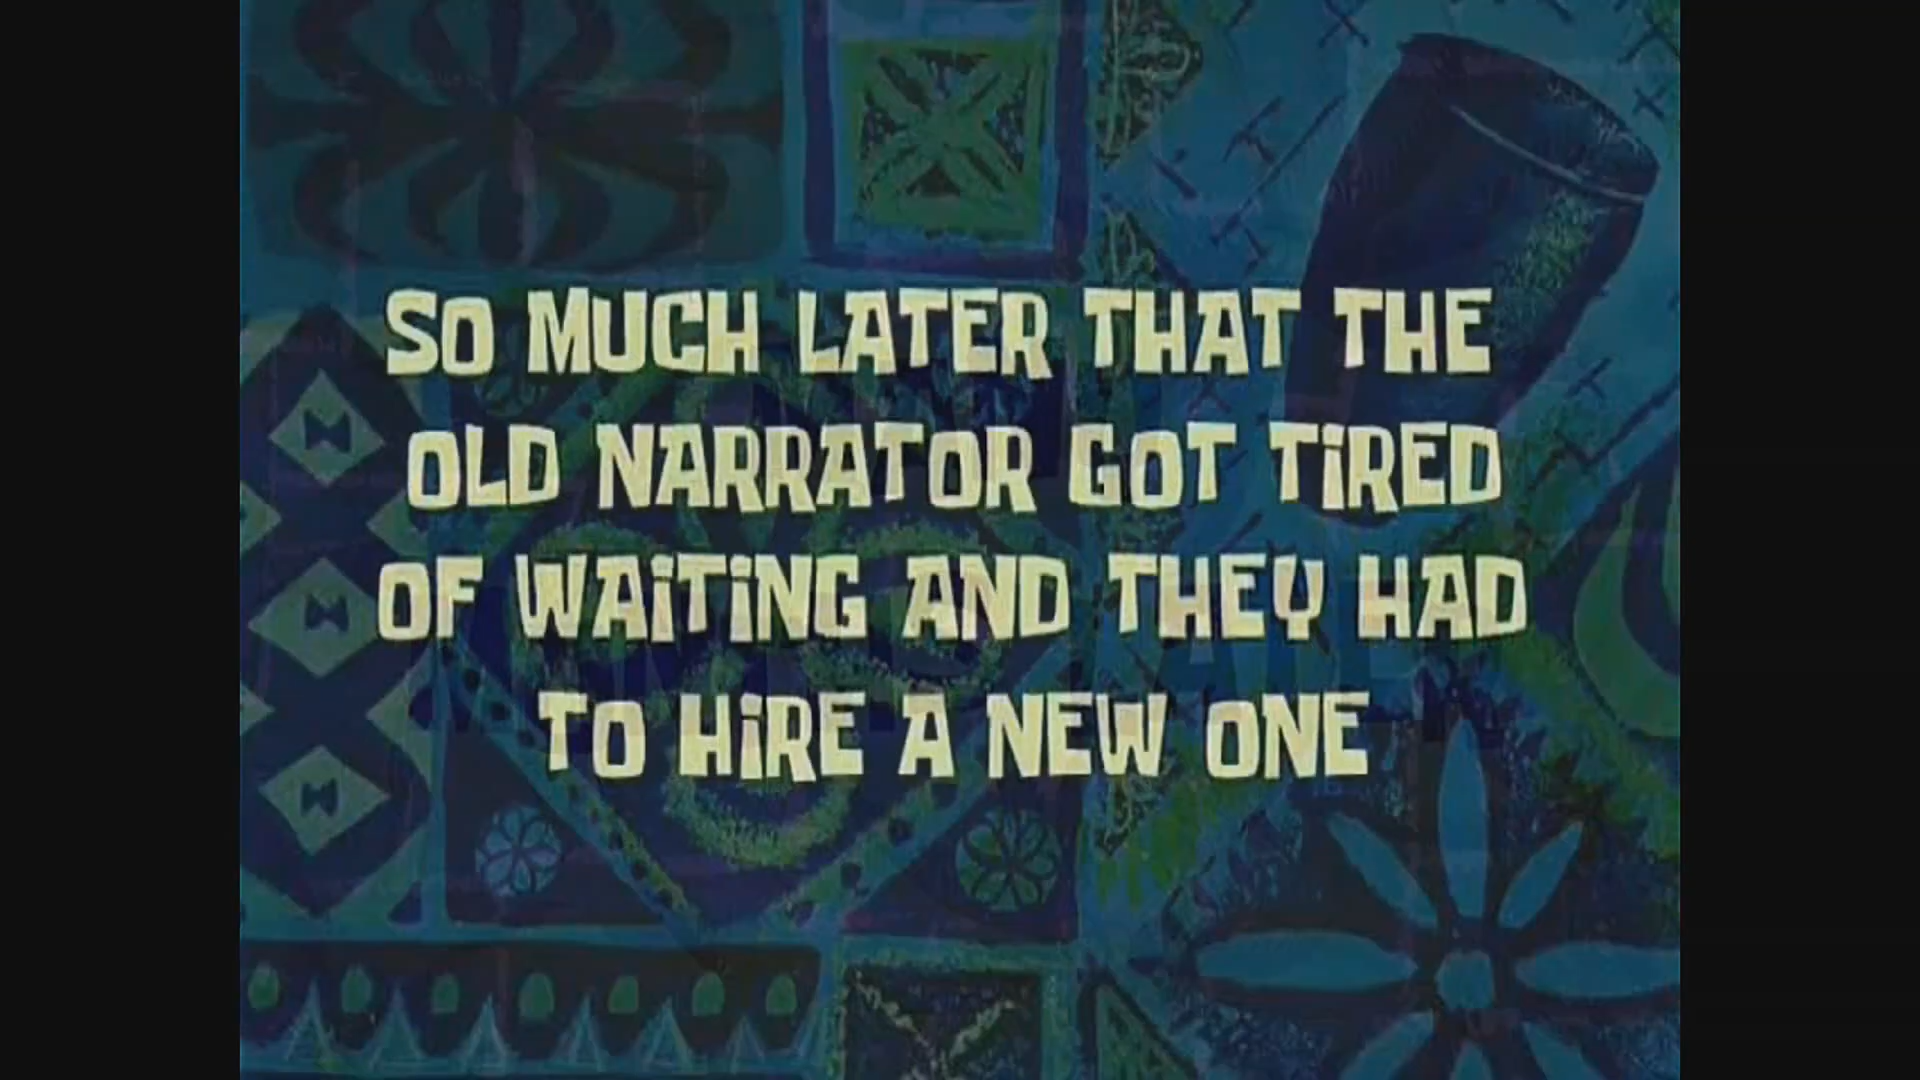 SO MUCH LATER THAT THE
OLD NARRATOR GOT TiRED
OF WAiTiNG AND THEY HAD
TO HiRE A NEW ONE